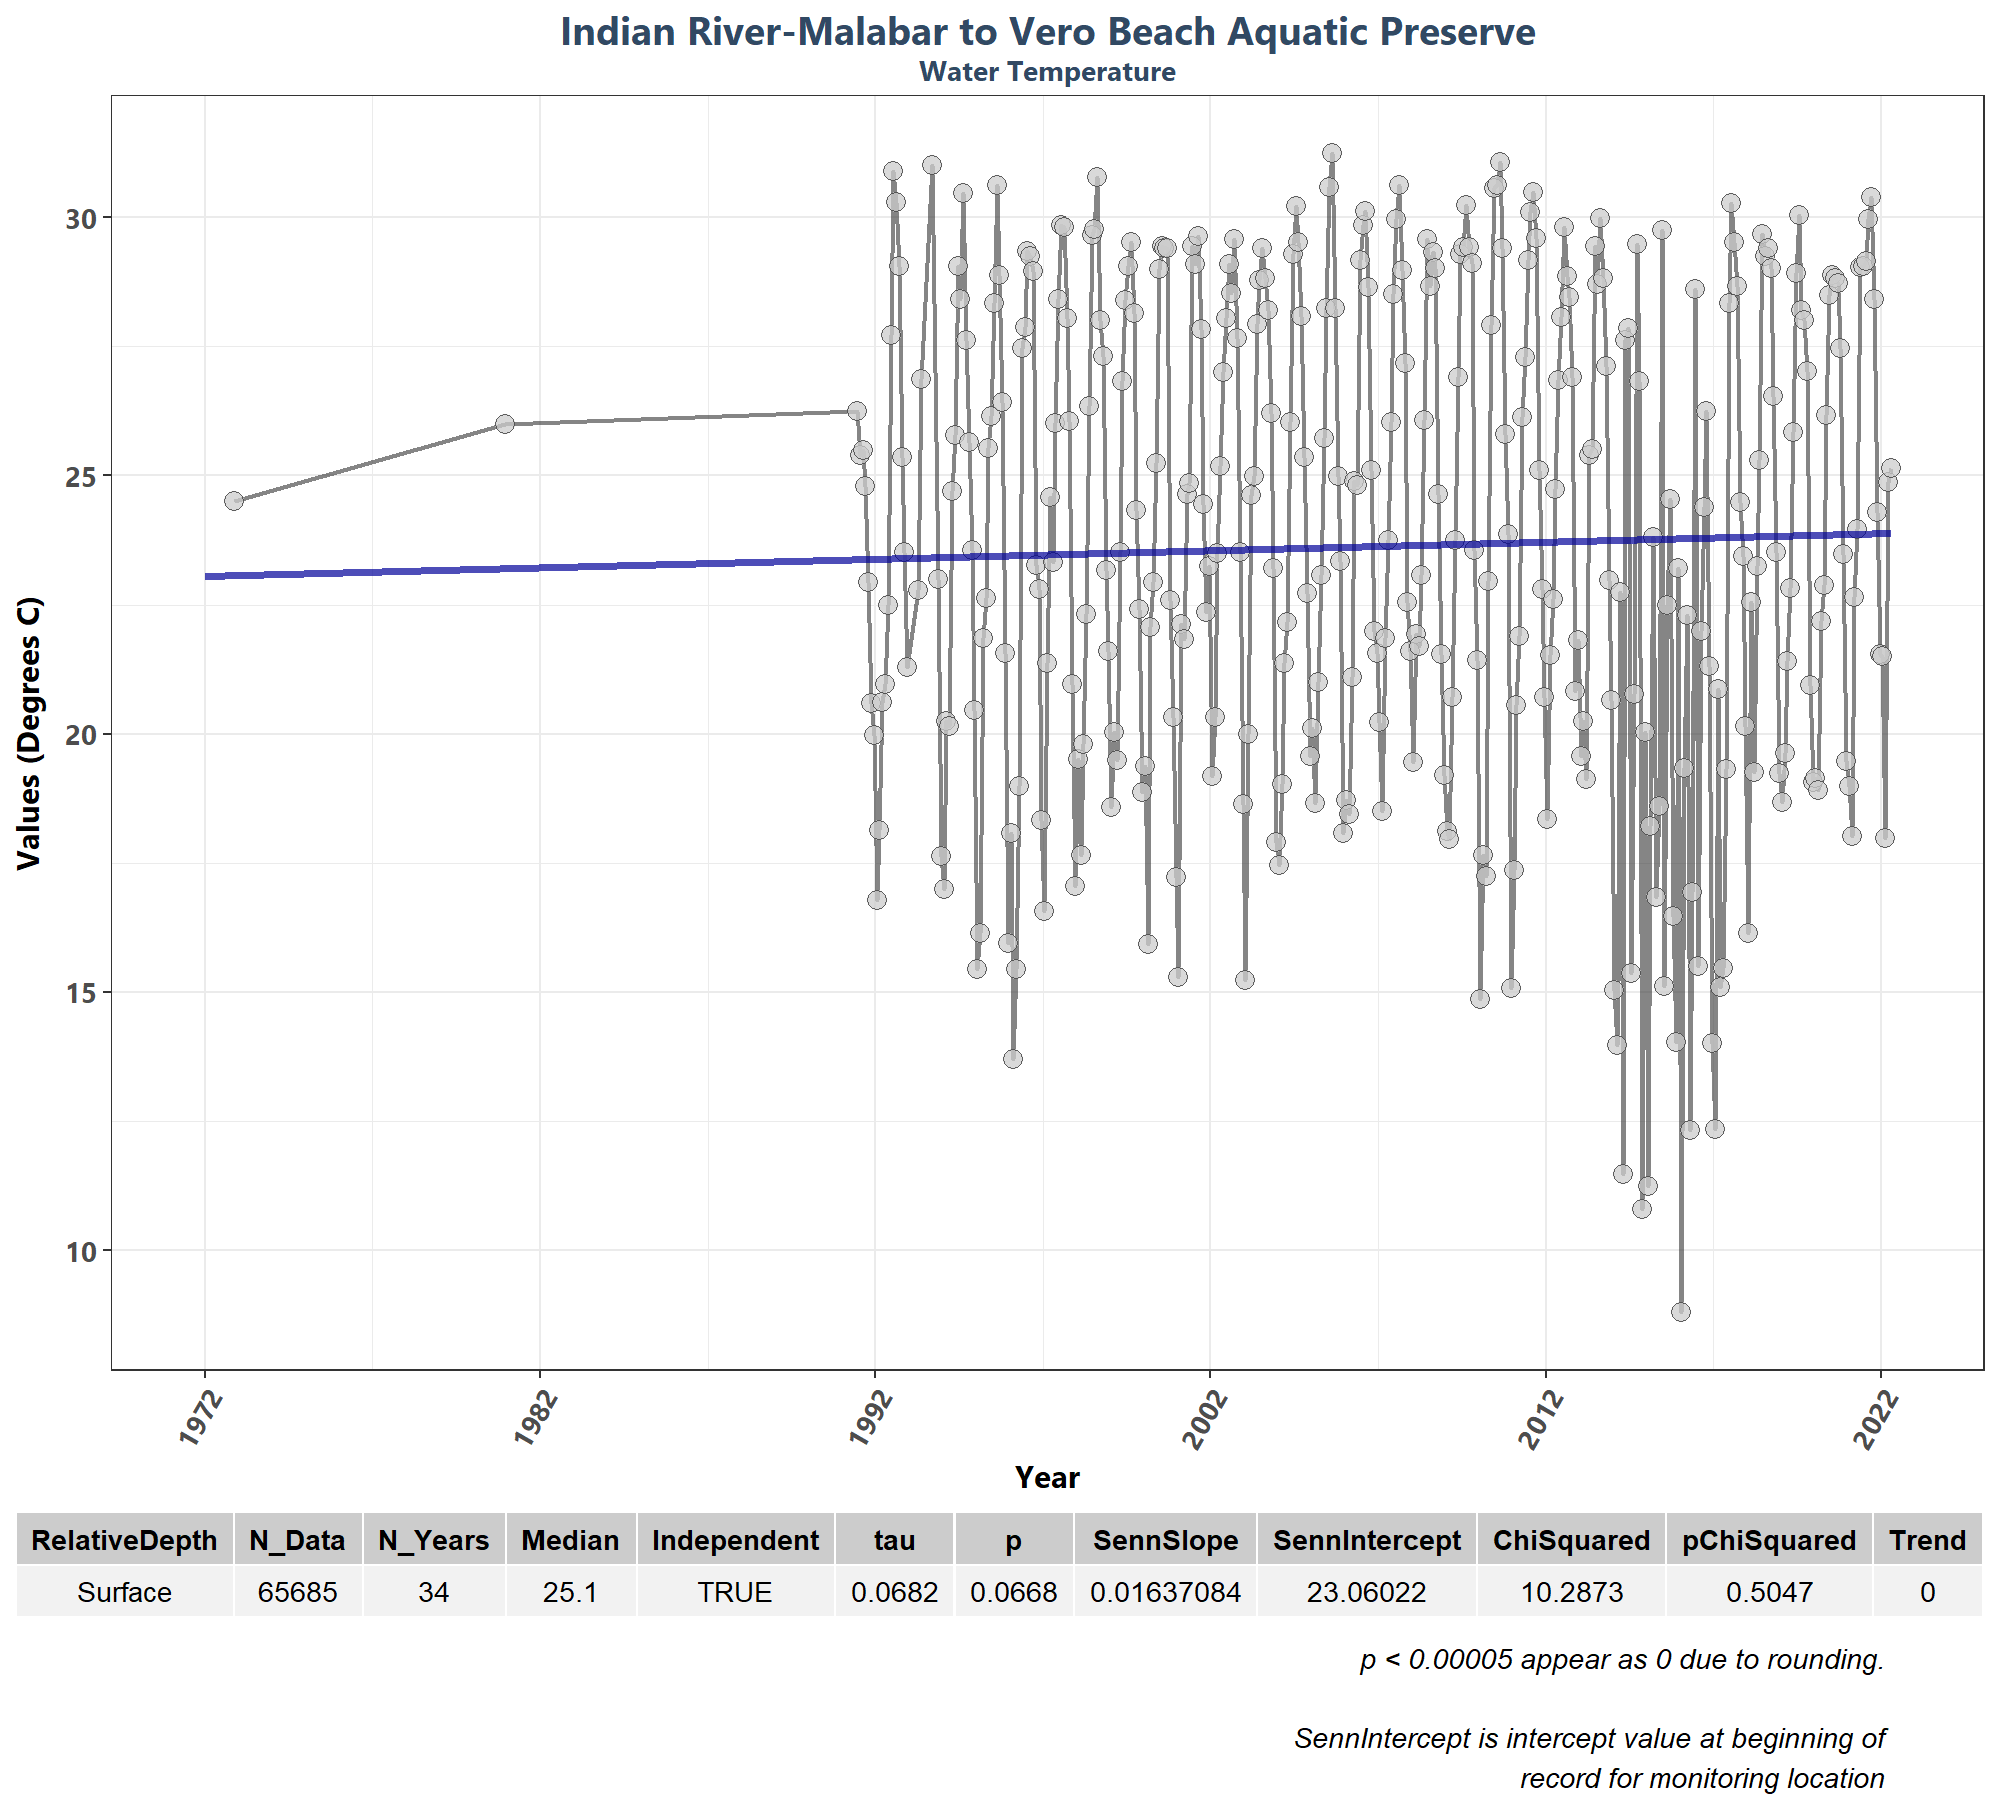 Indian River-Malabar to Vero Beach Aquatic Preserve
Water Temperature
Values (Degrees C)
30
25
20
15
10
1972
1982
1992
2002
2012
2022
Year
RelativeDepth N_Data N_Years Median Independent tau p SennSlope SennIntercept ChiSquared pChiSquared Trend
Surface 65685 34 25.1 TRUE 0.0682 0.0668 0.01637084 23.06022 10.2873 0.5047 0
p < 0.00005 appear as 0 due to rounding.
SennIntercept is intercept value at beginning of
record for monitoring location